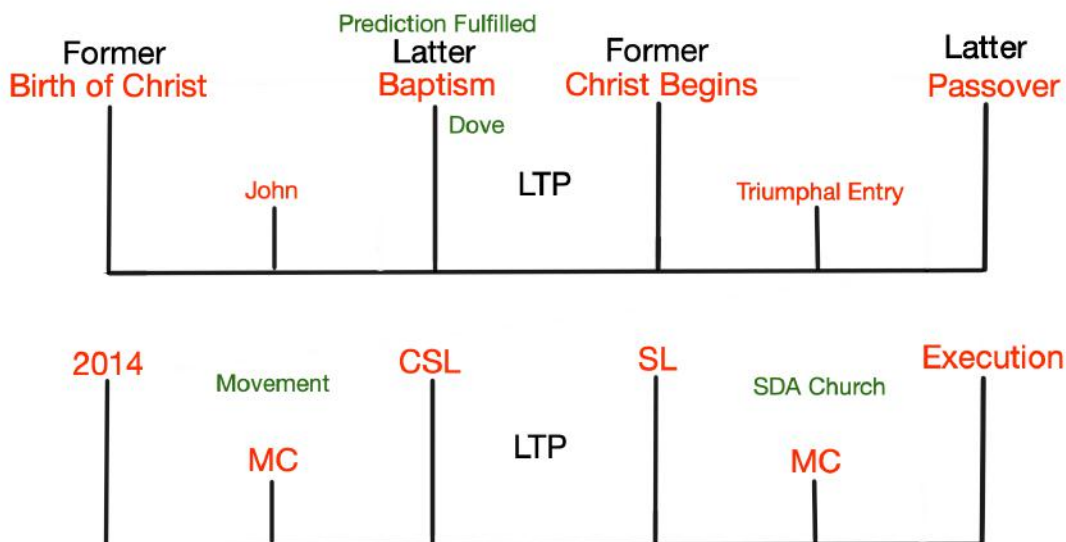 Prediction Fulfilled
Former Latter Former Latter
Birth of Christ Baptism Christ Begins Passover
Dove
LTP
John Triumphal Entry
2014 CSL SL Execution
Movement SDA Church
LTP
MC MC